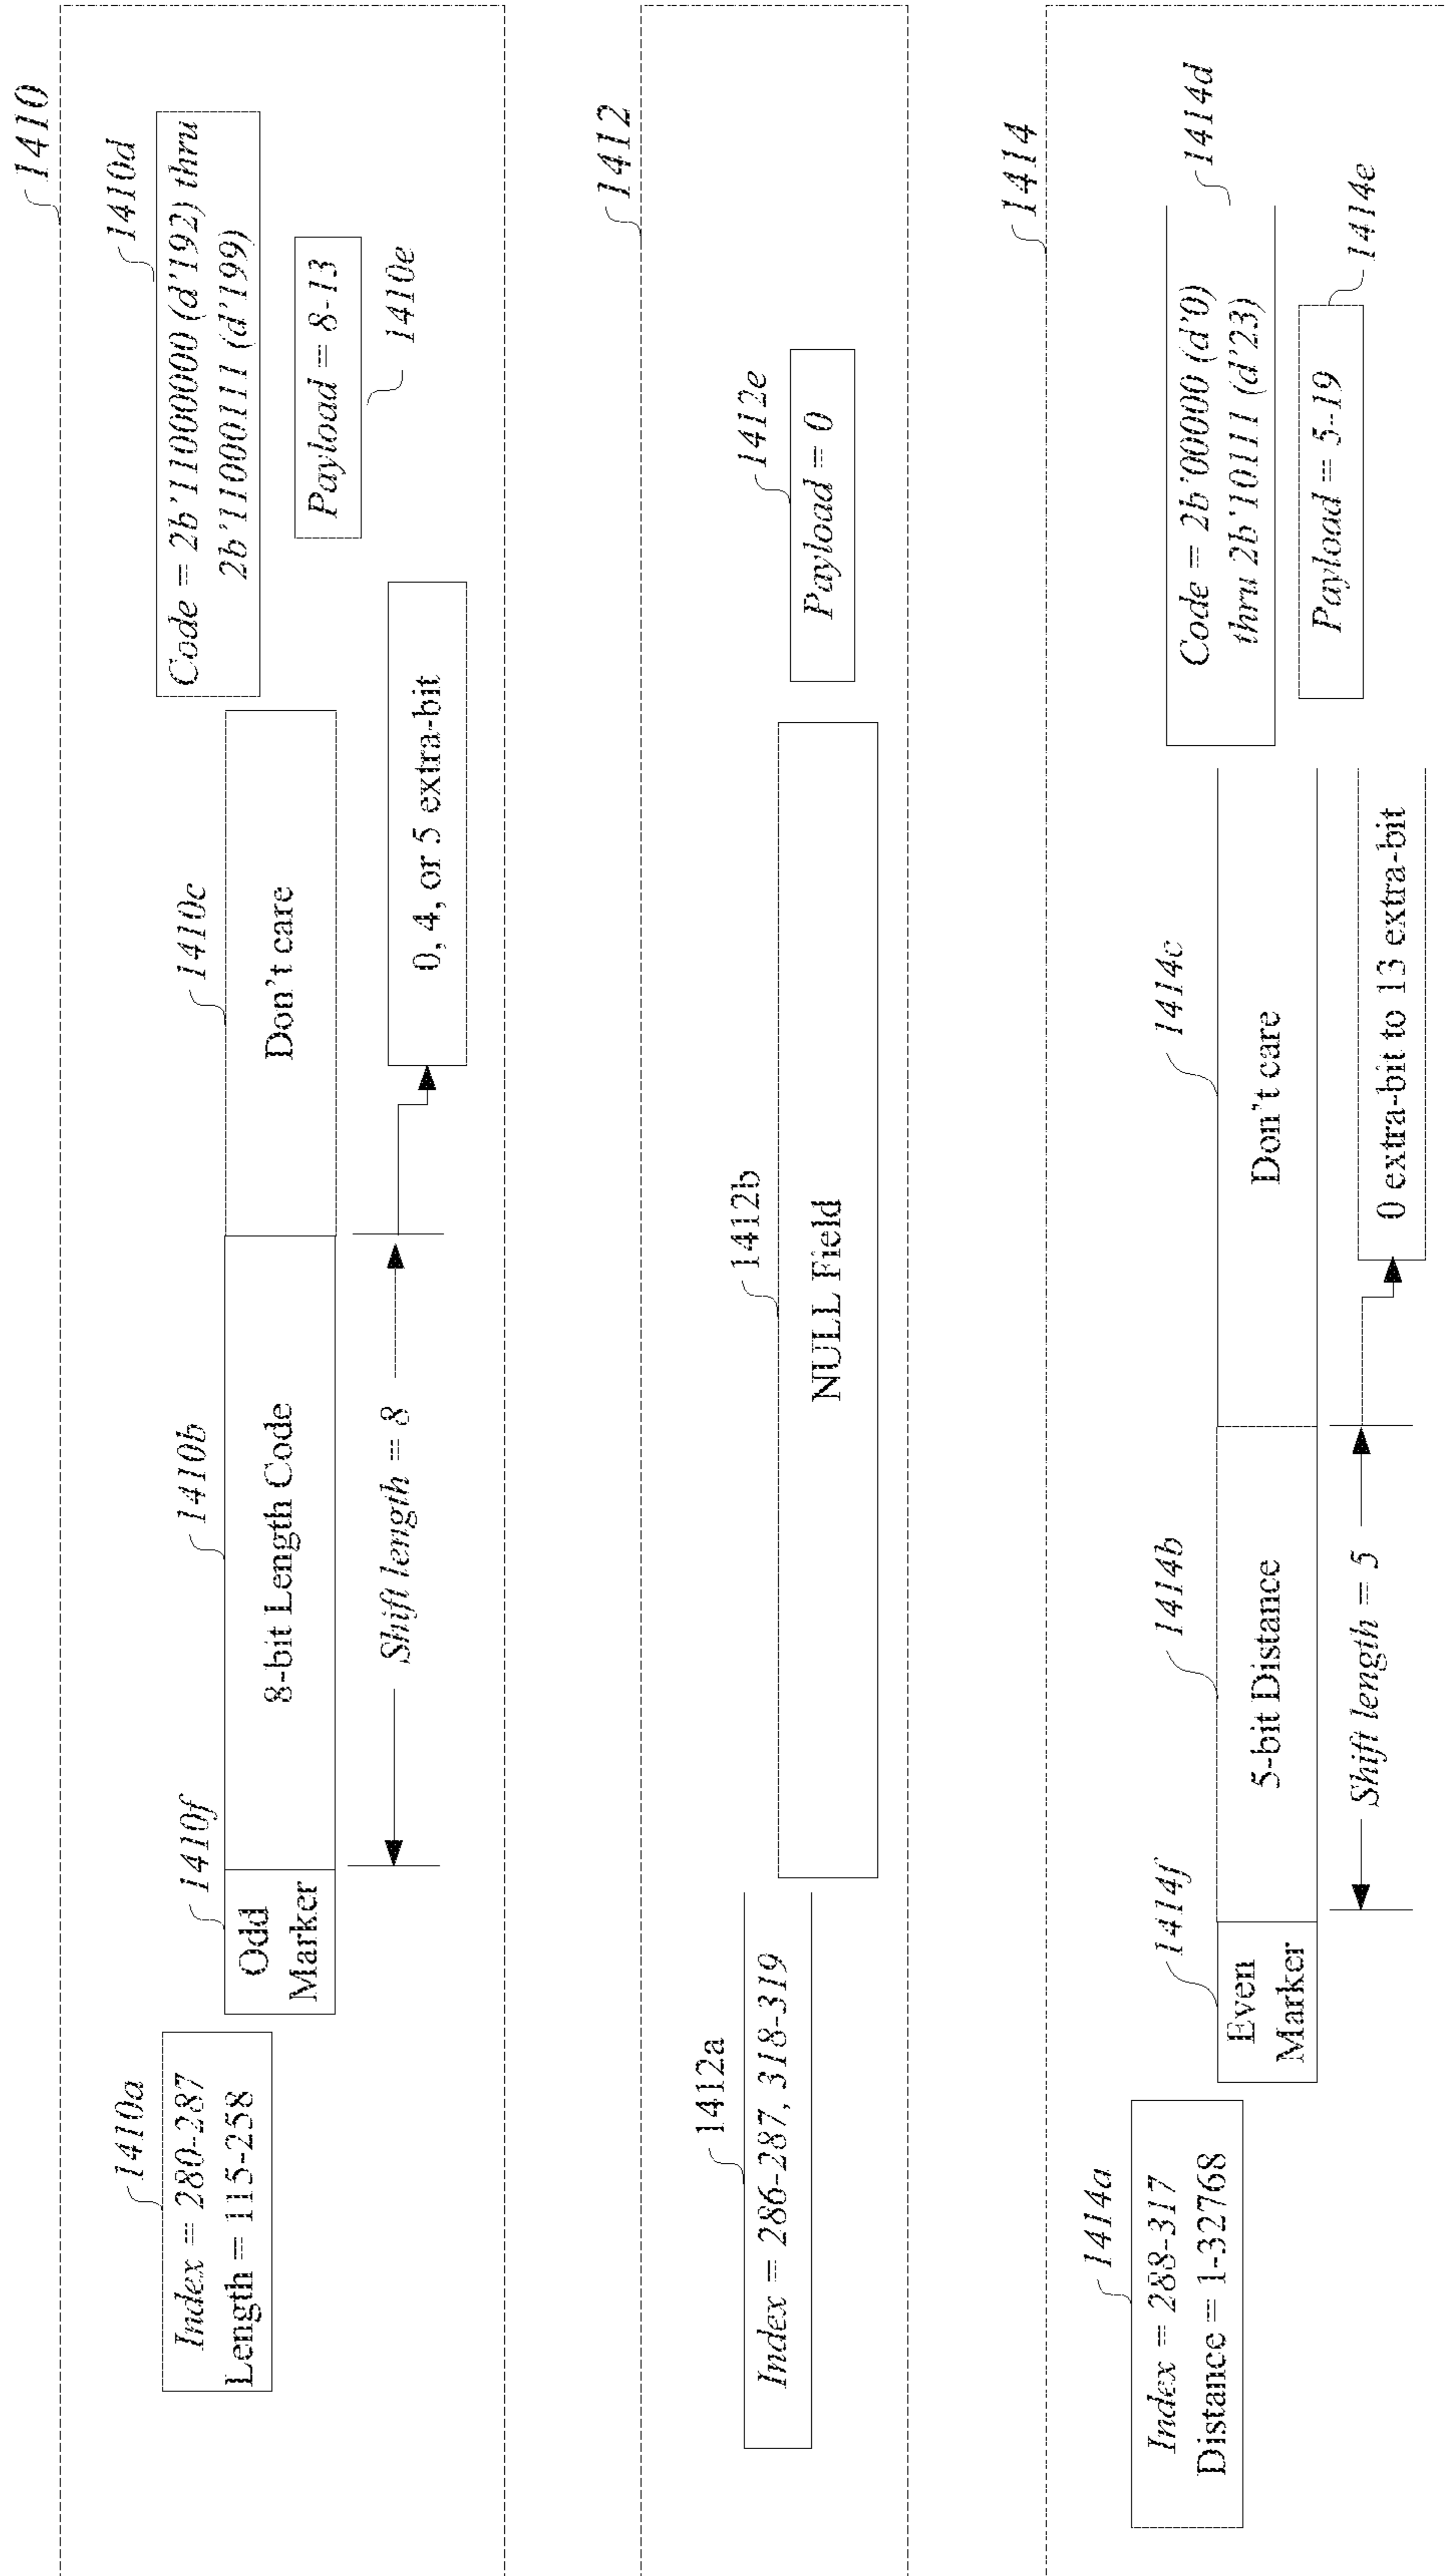 1410
1410a
Index = 280-287
Length = 115-258
1410f
Odd
Marker
1410b
8-bit Length Code
1410c
Don't care
1410d
Code = 2b'11000000 (d'192) thru
2b'11000111 (d'199)
Payload = 8-13
1410e
Shift length = 8
0, 4, or 5 extra-bit
1412
1412a
Index = 286-287, 318-319
1412b
NULL Field
1412e
Payload = 0
1414
1414a
Index = 288-317
Distance = 1-32768
1414f
Even
Marker
1414b
5-bit Distance
1414c
Don't care
1414d
Code = 2b'00000 (d'0)
thru 2b'10111 (d'23)
Payload = 5-19
1414e
Shift length = 5
0 extra-bit to 13 extra-bit